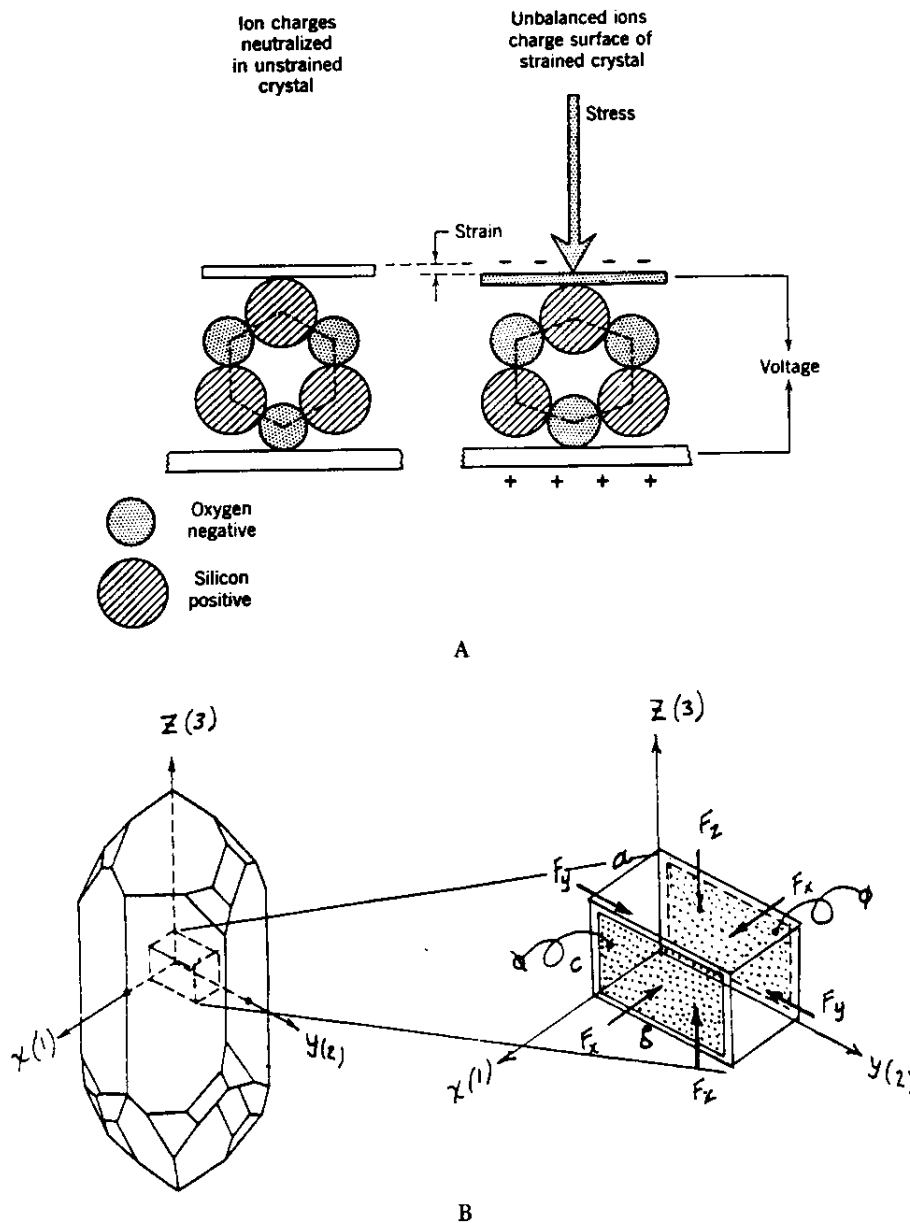 Ion charges
neutralized
in unstrained
crystal
Unbalanced ions
charge surface of
strained crystal
Stress
Strain
- - - -
Voltage
+ + + +
Oxygen
negative
Silicon
positive
A
Z(3)
x(1)
y(2)
Z(3)
a
Fz
Fy
Fx
c
Fy
Fx
b
Fx
x(1)
y(2)
B